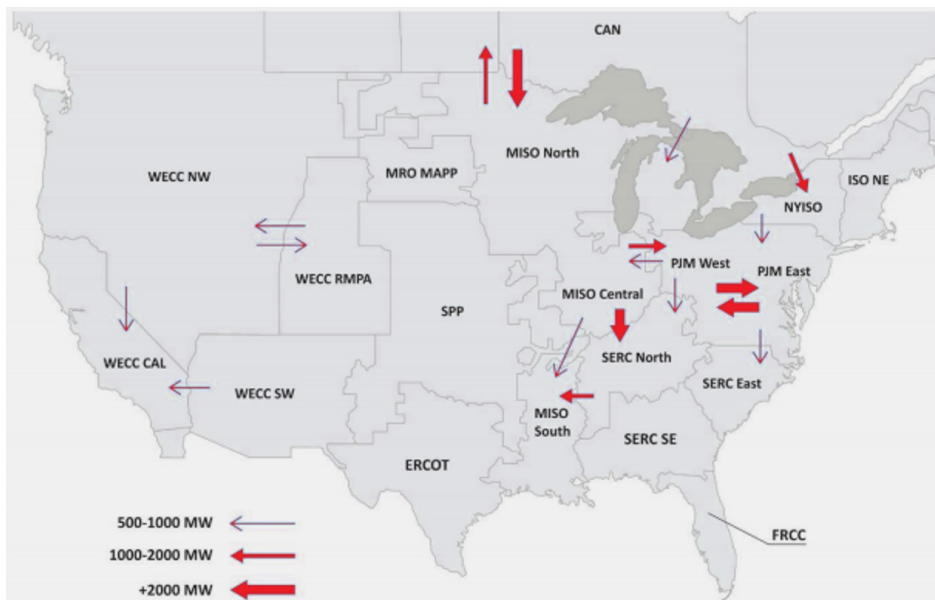 CAN
MISO North
WECC NW
MRO MAPP
ISO NE
NYISO
PJM West
PJM East
WECC RMPA
MISO Central
SPP
SERC North
WECC CAL
SERC East
WECC SW
MISO
South
SERC SE
ERCOT
500-1000 MW
FRCC
1000-2000 MW
+2000 MW